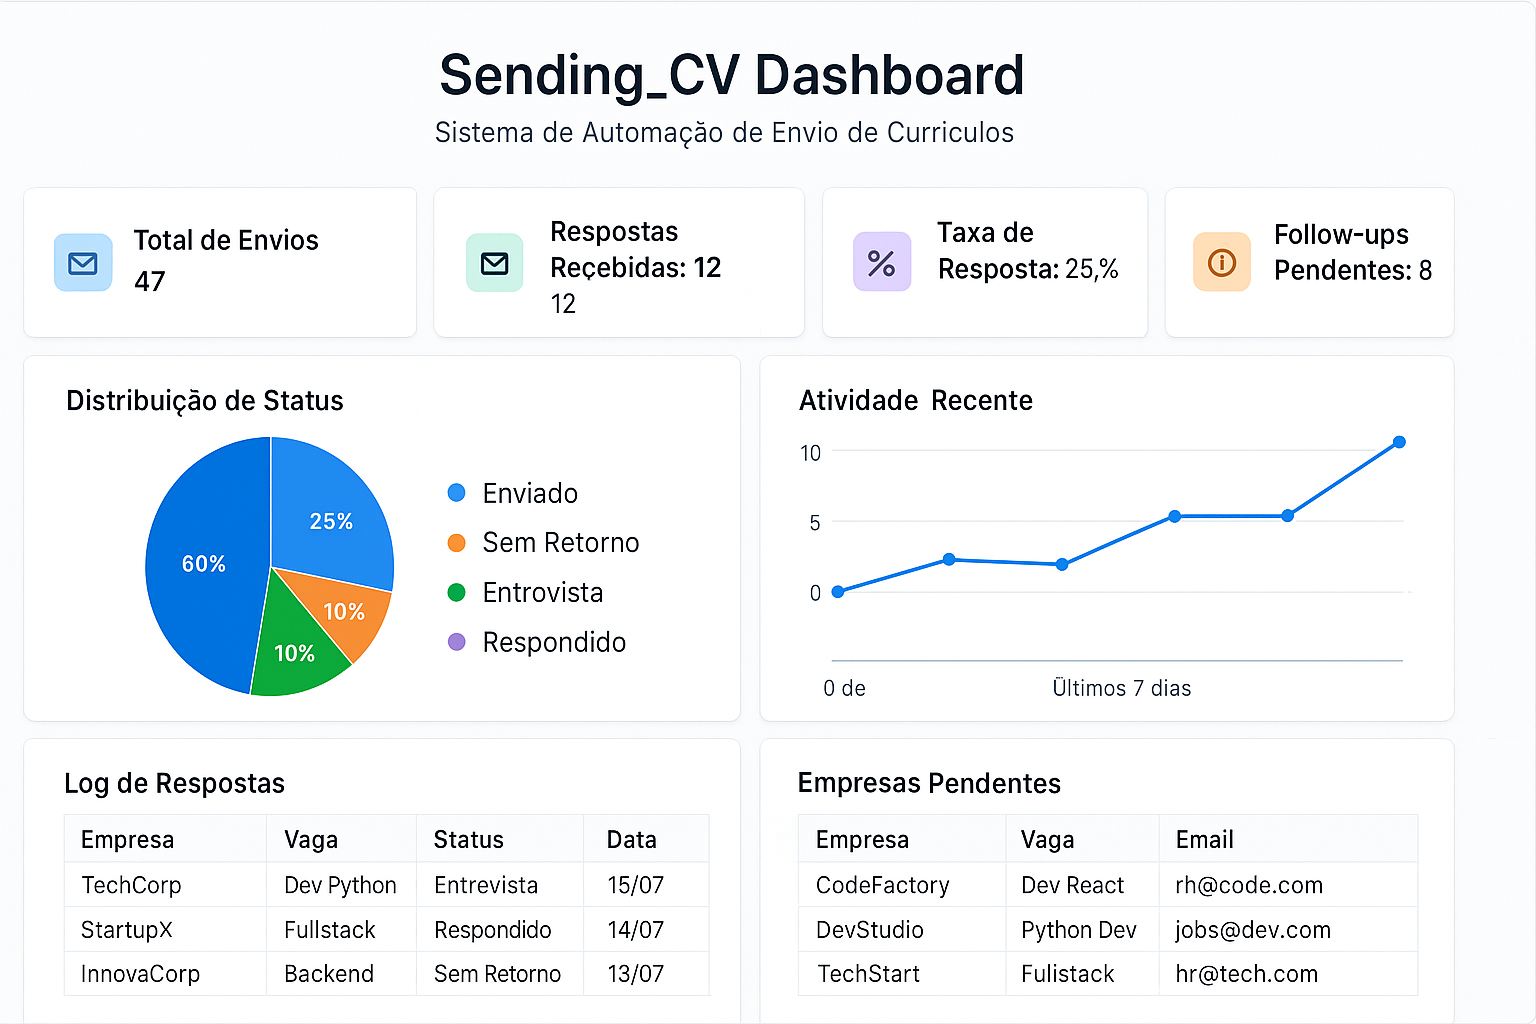 Sending_CV Dashboard
Sistema de Automação de Envio de Curriculos
Total de Envios
47
Respostas
Reçebidas: 12
12
Taxa de
Resposta: 25,%
Follow-ups
Pendentes: 8
Distribuição de Status
25%
60%
10%
10%
Enviado
Sem Retorno
Entrovista
Respondido
Atividade Recente
10
5
0
0 de
Últimos 7 dias
Log de Respostas
Empresa Vaga Status Data
TechCorp Dev Python Entrevista 15/07
StartupX Fullstack Respondido 14/07
InnovaCorp Backend Sem Retorno 13/07
Empresas Pendentes
Empresa Vaga Email
CodeFactory Dev React rh@code.com
DevStudio Python Dev jobs@dev.com
TechStart Fulistack hr@tech.com